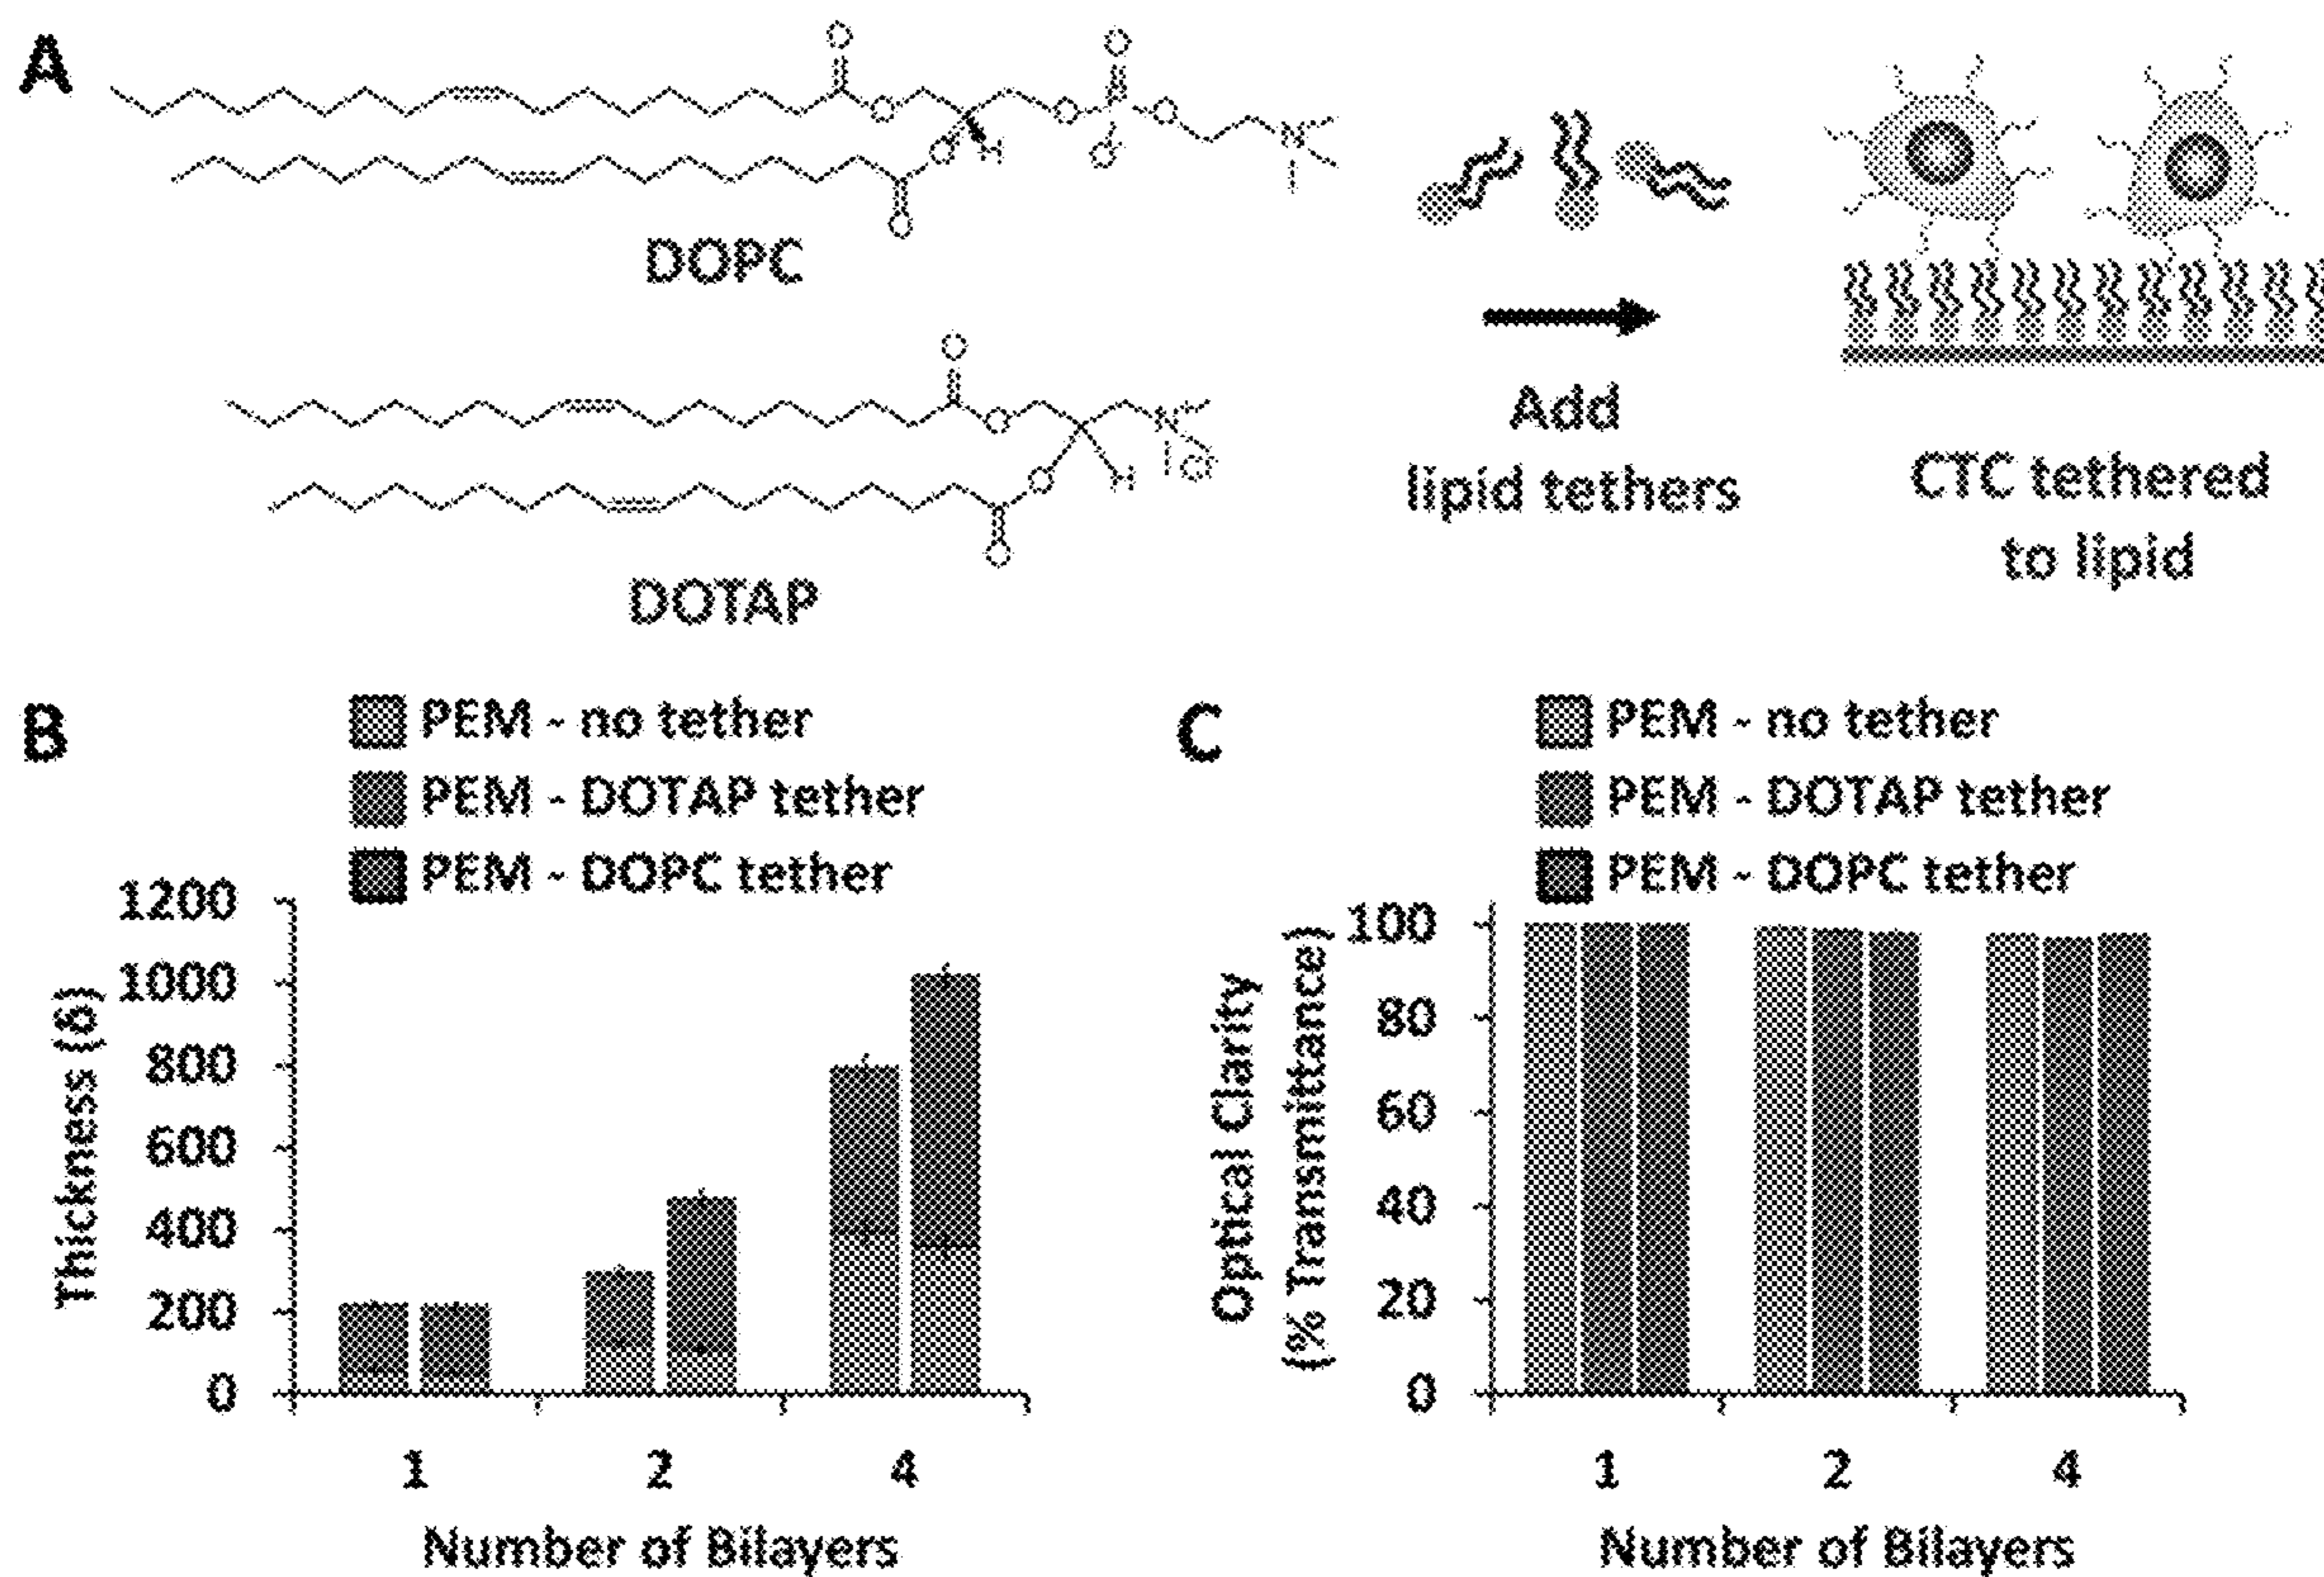 A
O
O
O
O
P
O
N
O
H
O
O
DOPC
O
O
N
O
H
Cl
O
DOTAP
Add
lipid tethers
CTC tethered
to lipid
B
PEM - no tether
PEM - DOTAP tether
PEM - DOPC tether
Thickness (δ)
1200
1000
800
600
400
200
0
1
2
4
Number of Bilayers
C
PEM - no tether
PEM - DOTAP tether
PEM - DOPC tether
Optical Clarity
(% Transmittance)
100
80
60
40
20
0
1
2
4
Number of Bilayers